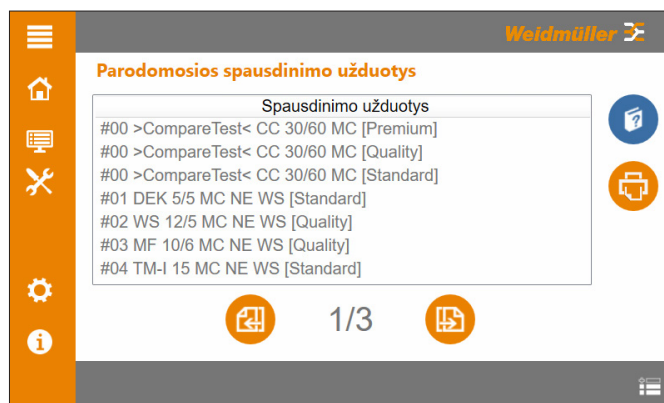 Weidmüller
Parodomosios spausdinimo užduotys
Spausdinimo užduotys
#00 >CompareTest< CC 30/60 MC [Premium]
#00 >CompareTest< CC 30/60 MC [Quality]
#00 >CompareTest< CC 30/60 MC [Standard]
#01 DEK 5/5 MC NE WS [Standard]
#02 WS 12/5 MC NE WS [Quality]
#03 MF 10/6 MC NE WS [Quality]
#04 TM-I 15 MC NE WS [Standard]
1/3